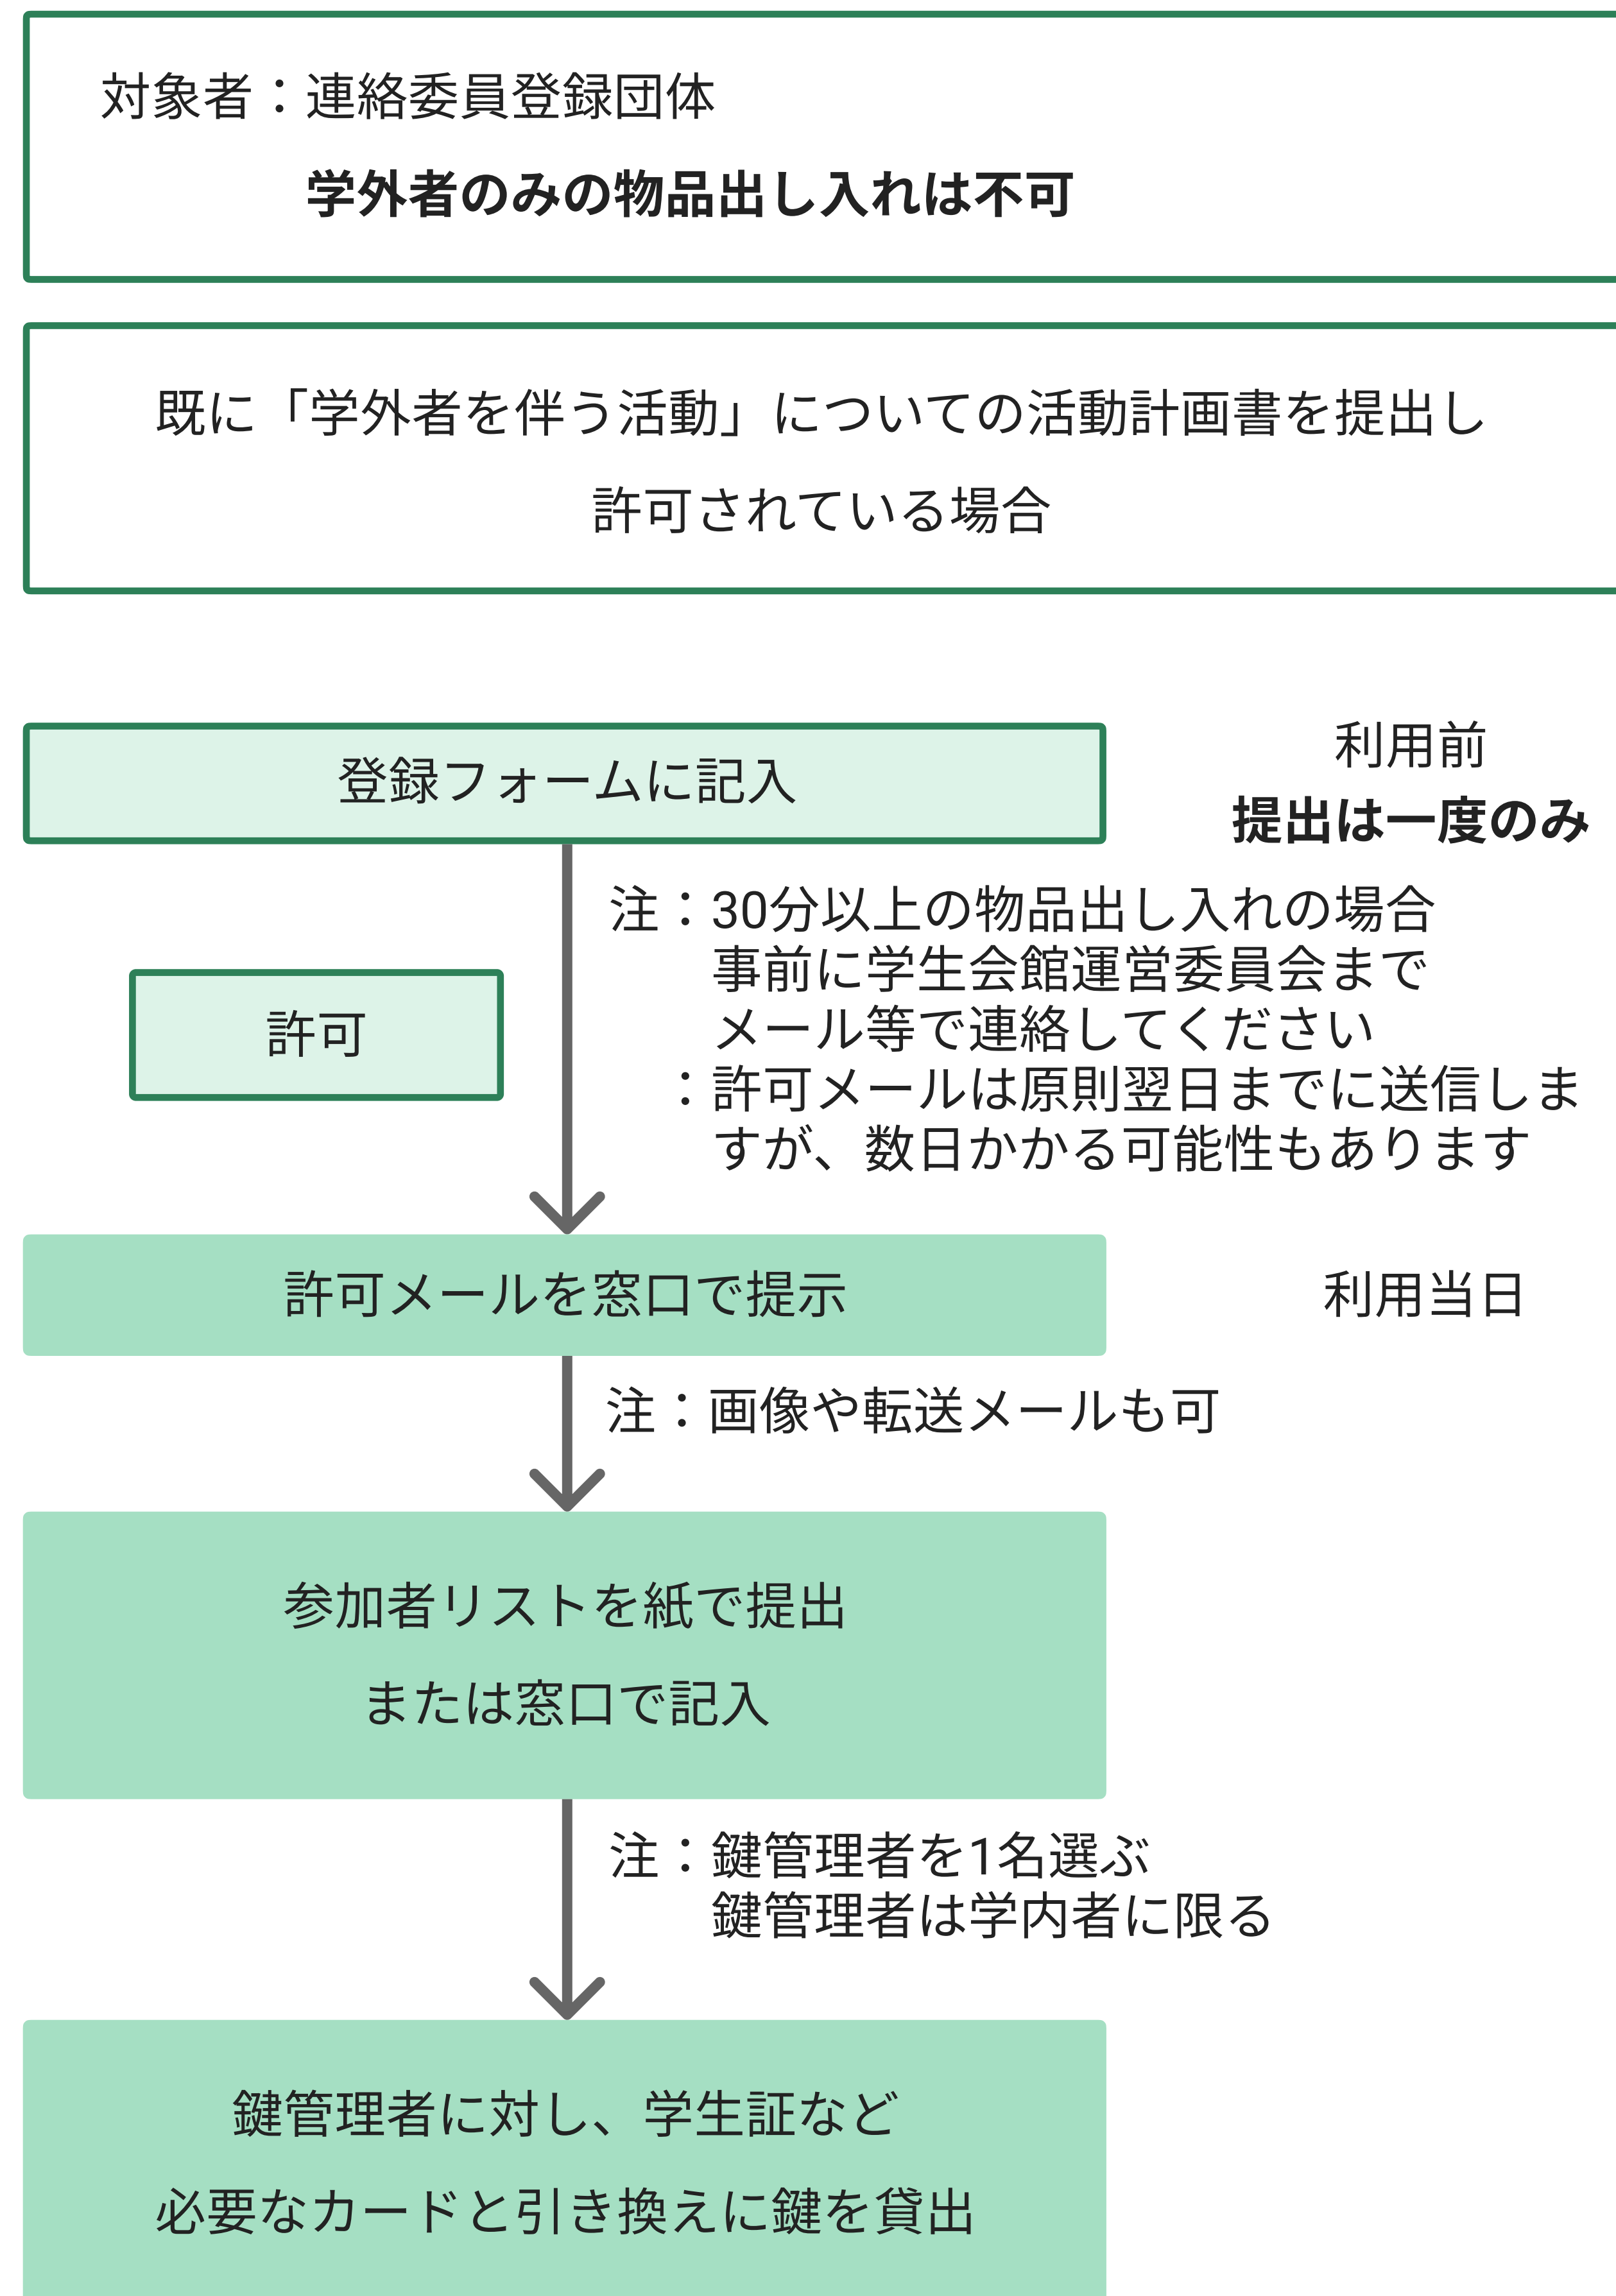 対象者：連絡委員登録団体
学外者のみの物品出し入れは不可
既に「学外者を伴う活動」についての活動計画書を提出し
許可されている場合
登録フォームに記入
利用前
提出は一度のみ
注：30分以上の物品出し入れの場合
事前に学生会館運営委員会まで
メール等で連絡してください
：許可メールは原則翌日までに送信しま
すが、数日かかる可能性もあります
許可
許可メールを窓口で提示
利用当日
注：画像や転送メールも可
参加者リストを紙で提出
または窓口で記入
注：鍵管理者を1名選ぶ
鍵管理者は学内者に限る
鍵管理者に対し、学生証など
必要なカードと引き換えに鍵を貸出